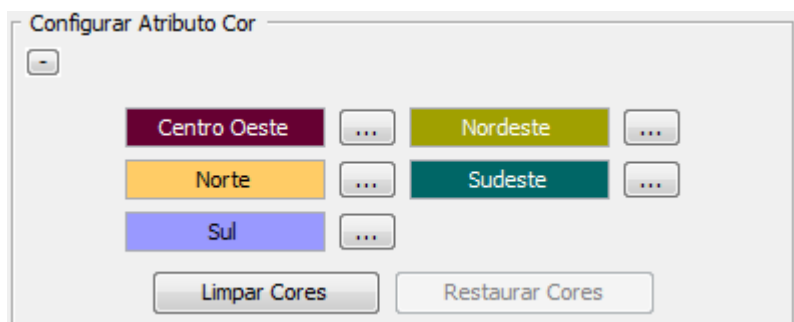 Configurar Atributo Cor
-
Centro Oeste ... Nordeste ...
Norte ... Sudeste ...
Sul ...
Limpar Cores Restaurar Cores